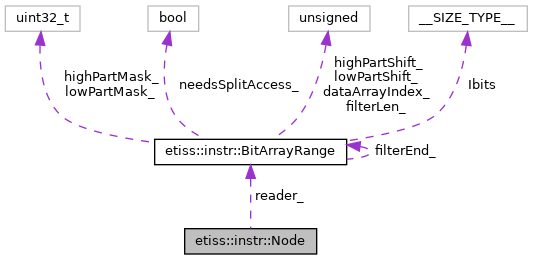 uint32_t
bool
unsigned
__SIZE_TYPE__
highPartMask_
lowPartMask_
needsSplitAccess_
highPartShift_
lowPartShift_
dataArrayIndex_
filterLen_
Ibits
etiss::instr::BitArrayRange
filterEnd_
reader_
etiss::instr::Node